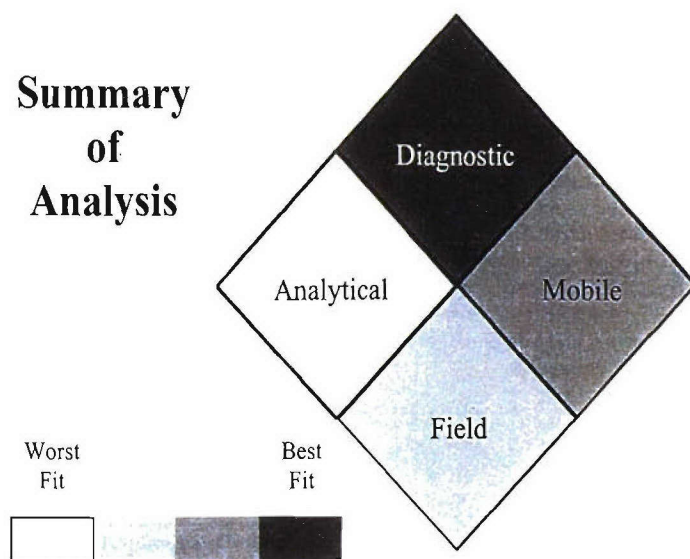 Summary
of
Analysis
Diagnostic
Analytical
Mobile
Field
Worst
Fit
Best
Fit